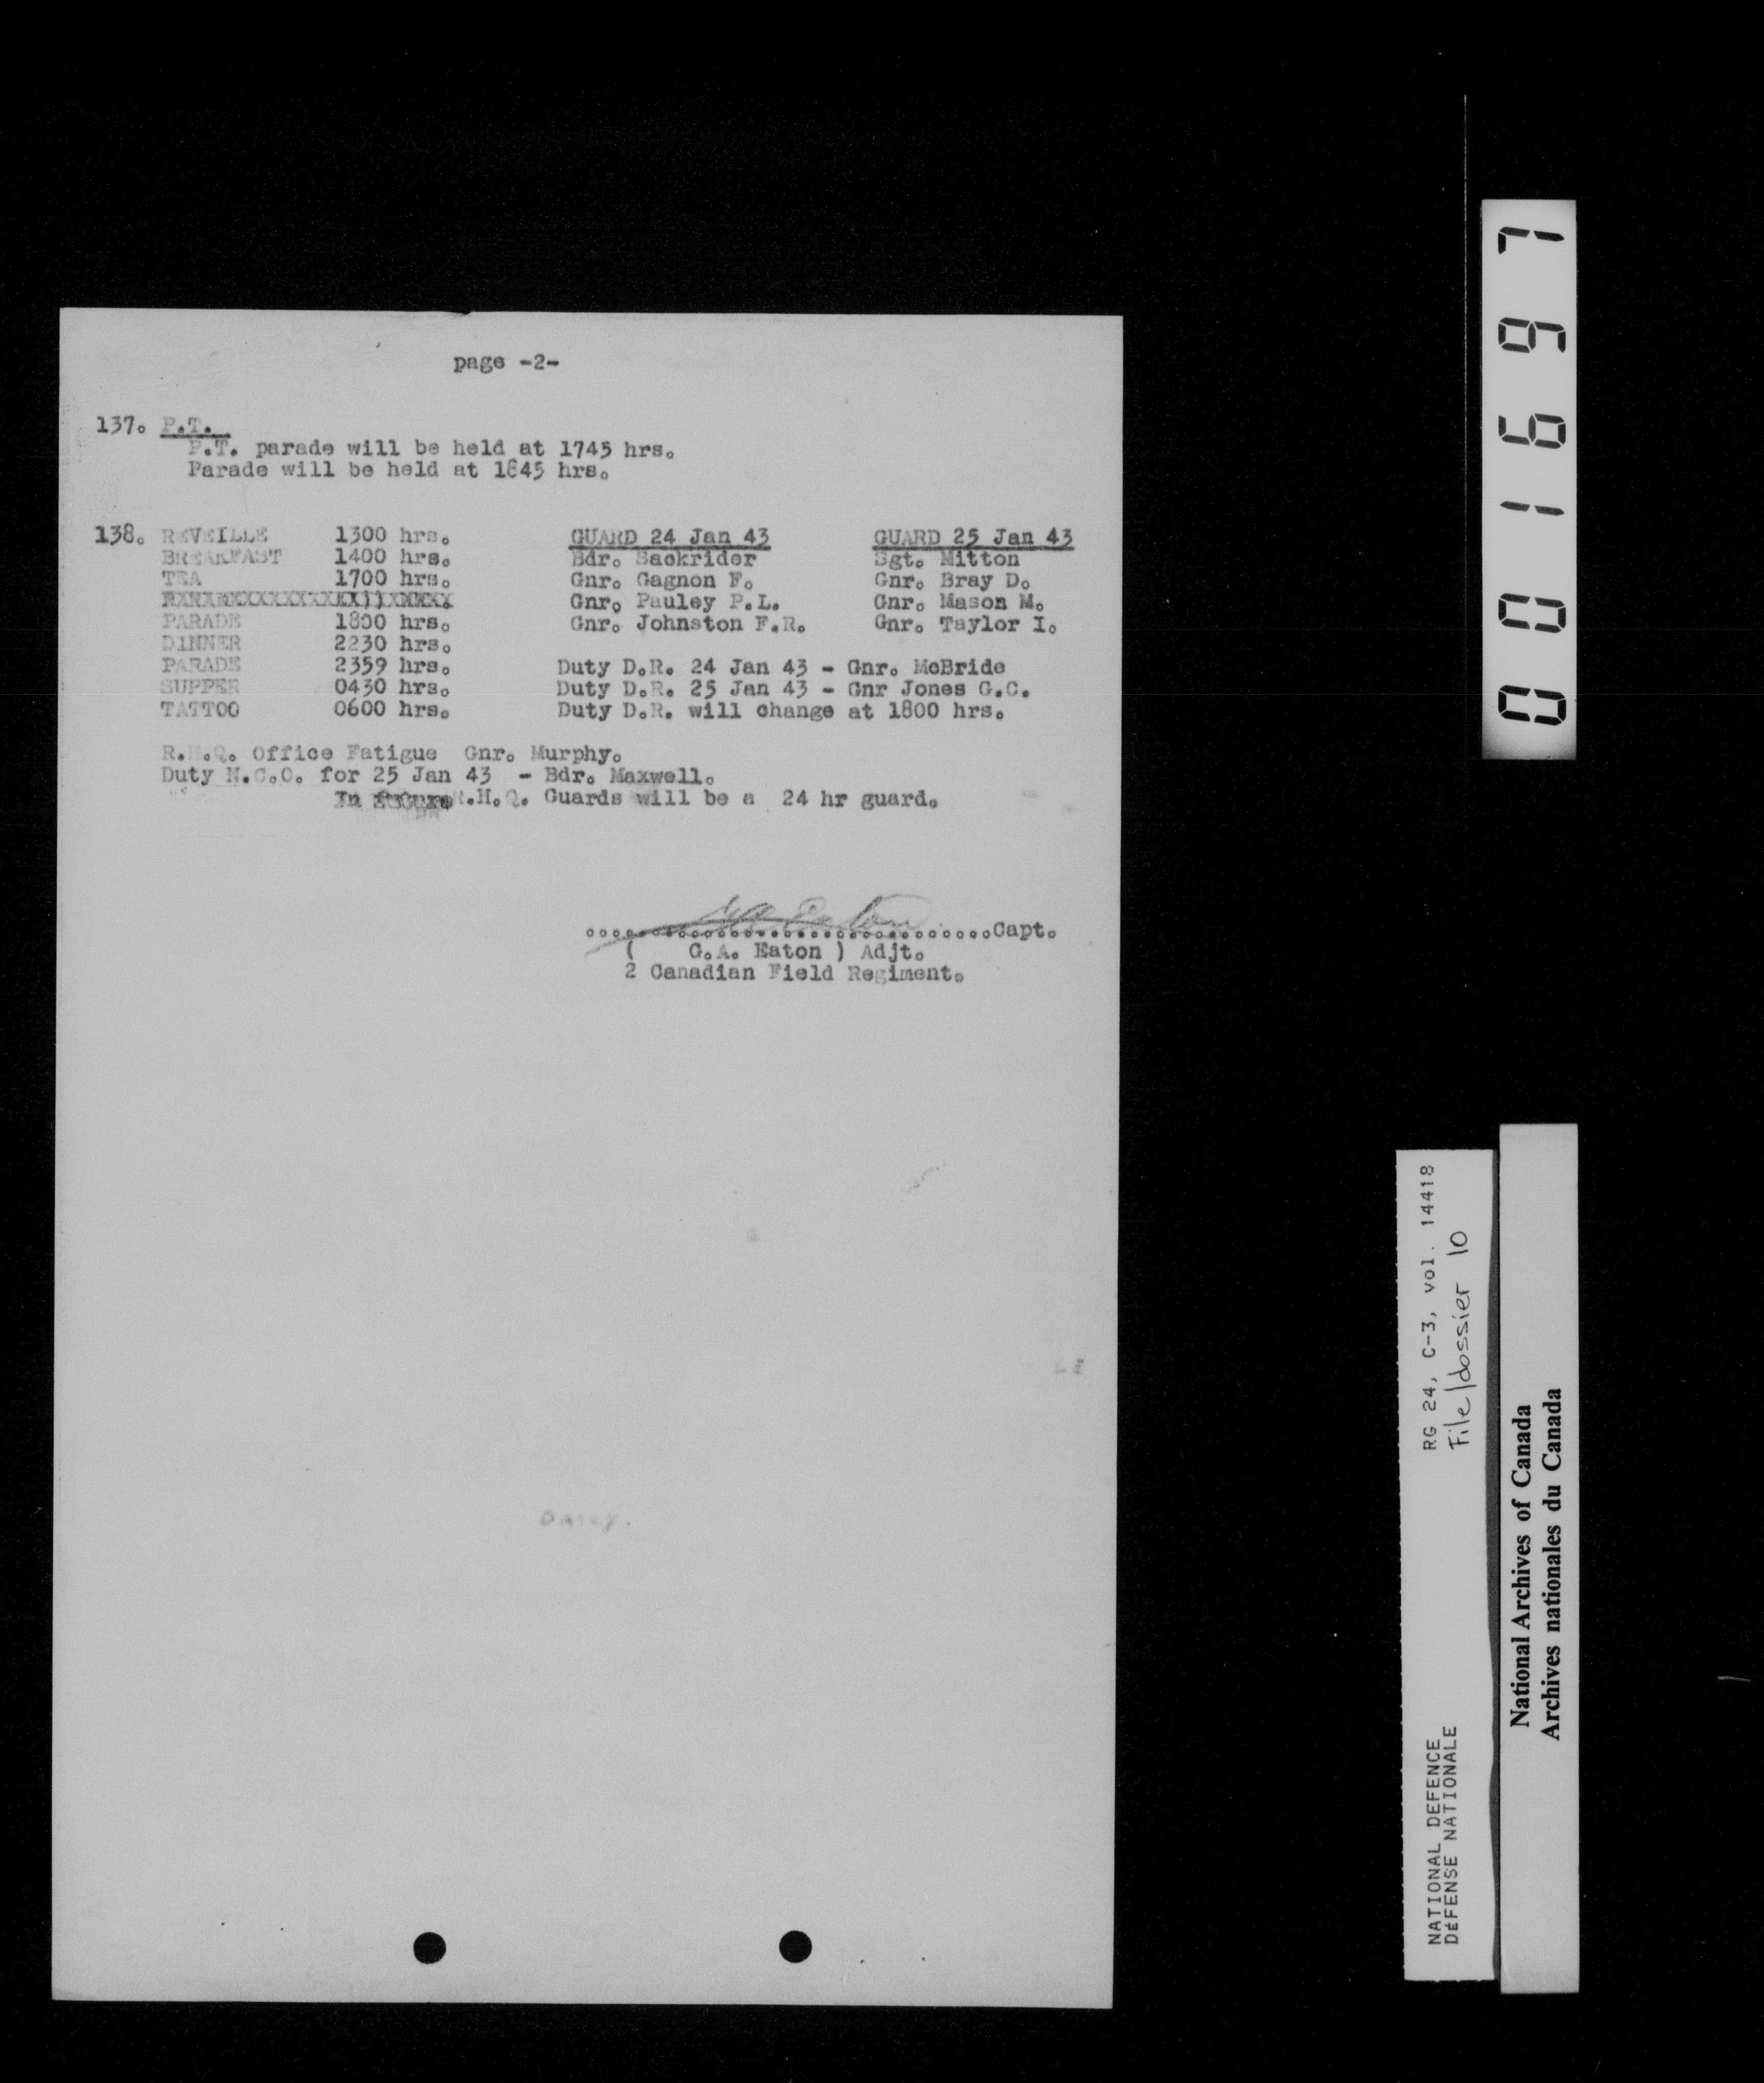 page -2-
137. P.T.
P.T. parade will be held at 1745 hrs.
Parade will be held at 1845 hrs.
138. REVEILLE 1300 hrs. GUARD 24 Jan 43 GUARD 25 Jan 43
BREAKFAST 1400 hrs. Bdr. Sackrider Sgt. Mitton
TEA 1700 hrs. Gnr. Gagnon F. Gnr. Bray D.
Gnr. Pauley P.L. Gnr. Mason M.
PARADE 1800 hrs. Gnr. Johnston F.R. Gnr. Taylor I.
DINNER 2230 hrs.
PARADE 2359 hrs. Duty D.R. 24 Jan 43 - Gnr. McBride
SUPPER 0430 hrs. Duty D.R. 25 Jan 43 - Gnr Jones G.C.
TATTOO 0600 hrs. Duty D.R. will change at 1800 hrs.
R.H.Q. Office Fatigue Gnr. Murphy.
Duty N.C.O. for 25 Jan 43 - Bdr. Maxwell.
In future R.H.Q. Guards will be a 24 hr guard.
Capt.
( G.A. Eaton ) Adjt.
2 Canadian Field Regiment.
001697
RG 24, C-3, vol. 14418
File/dossier 10
NATIONAL DEFENCE
DÉFENSE NATIONALE
National Archives of Canada
Archives nationales du Canada